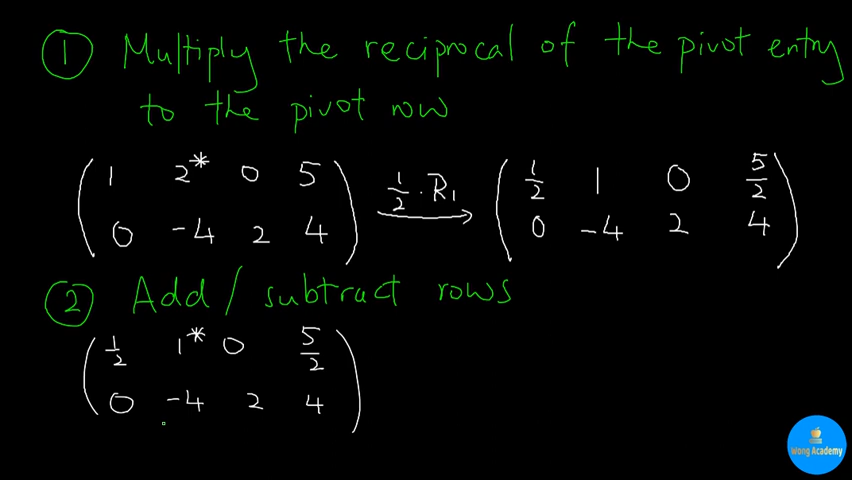 ① Multiply the reciprocal of the pivot entry
to the pivot row
( 1 2* 0 5 ) 1/2 · R₁ → ( 1/2 1 0 5/2 )
( 0 -4 2 4 ) ( 0 -4 2 4 )
② Add / subtract rows
( 1/2 1* 0 5/2 )
( 0 -4 2 4 )
Wong Academy